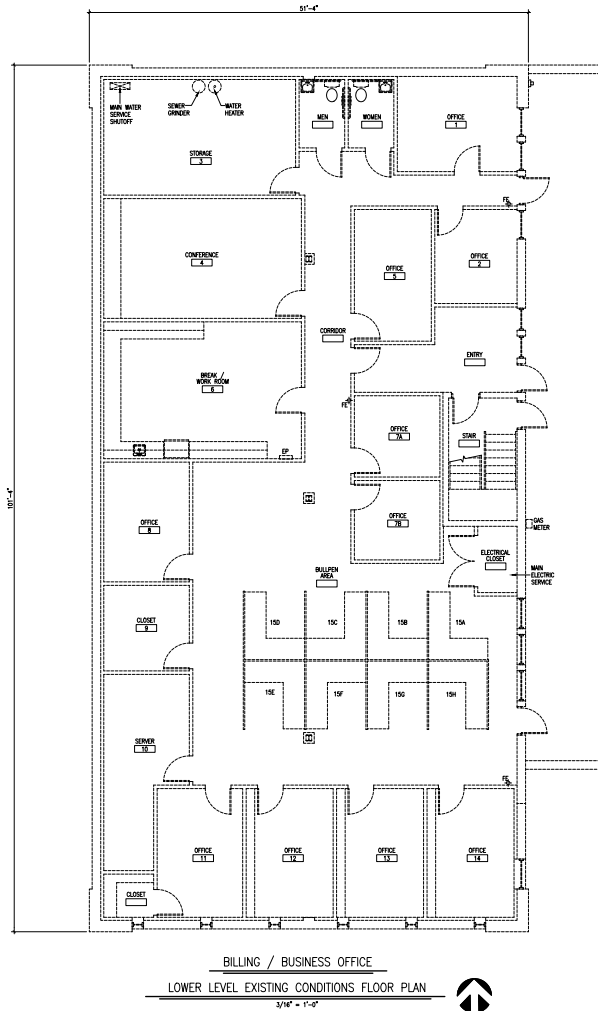 51'-4"
101'-4"
MAIN WATER
SERVICE
SHUTOFF
SEWER
GRINDER
WATER
HEATER
MEN
WOMEN
OFFICE
1
STORAGE
3
FE
CONFERENCE
4
OFFICE
5
OFFICE
2
CORRIDOR
ENTRY
BREAK /
WORK ROOM
6
FE
OFFICE
7A
STAIR
EP
OFFICE
7B
OFFICE
8
GAS
METER
ELECTRICAL
CLOSET
BULLPEN
AREA
MAIN
ELECTRIC
SERVICE
CLOSET
9
15D
15C
15B
15A
15E
15F
15G
15H
SERVER
10
FE
OFFICE
11
OFFICE
12
OFFICE
13
OFFICE
14
CLOSET
BILLING / BUSINESS OFFICE
LOWER LEVEL EXISTING CONDITIONS FLOOR PLAN
3/16" = 1'-0"